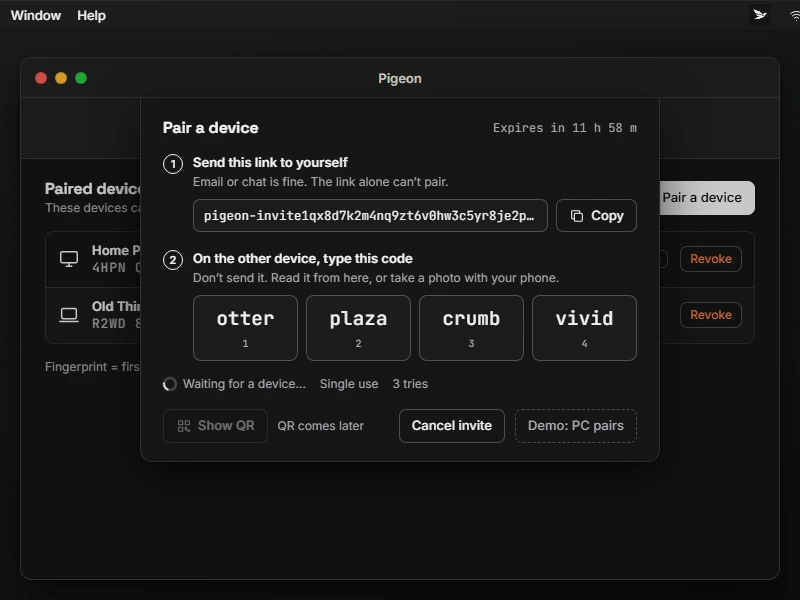 Window Help
Pigeon
Pair a device
Expires in 11 h 58 m
1 Send this link to yourself
Email or chat is fine. The link alone can’t pair.
pigeon-invite1qx8d7k2m4nq9zt6v0hw3c5yr8je2p…
Copy
2 On the other device, type this code
Don’t send it. Read it from here, or take a photo with your phone.
otter plaza crumb vivid
1 2 3 4
Waiting for a device… Single use 3 tries
Show QR QR comes later Cancel invite Demo: PC pairs
Paired
These devices
Pair a device
Home
4HPN
Revoke
Old
R2WD
Revoke
Fingerprint =